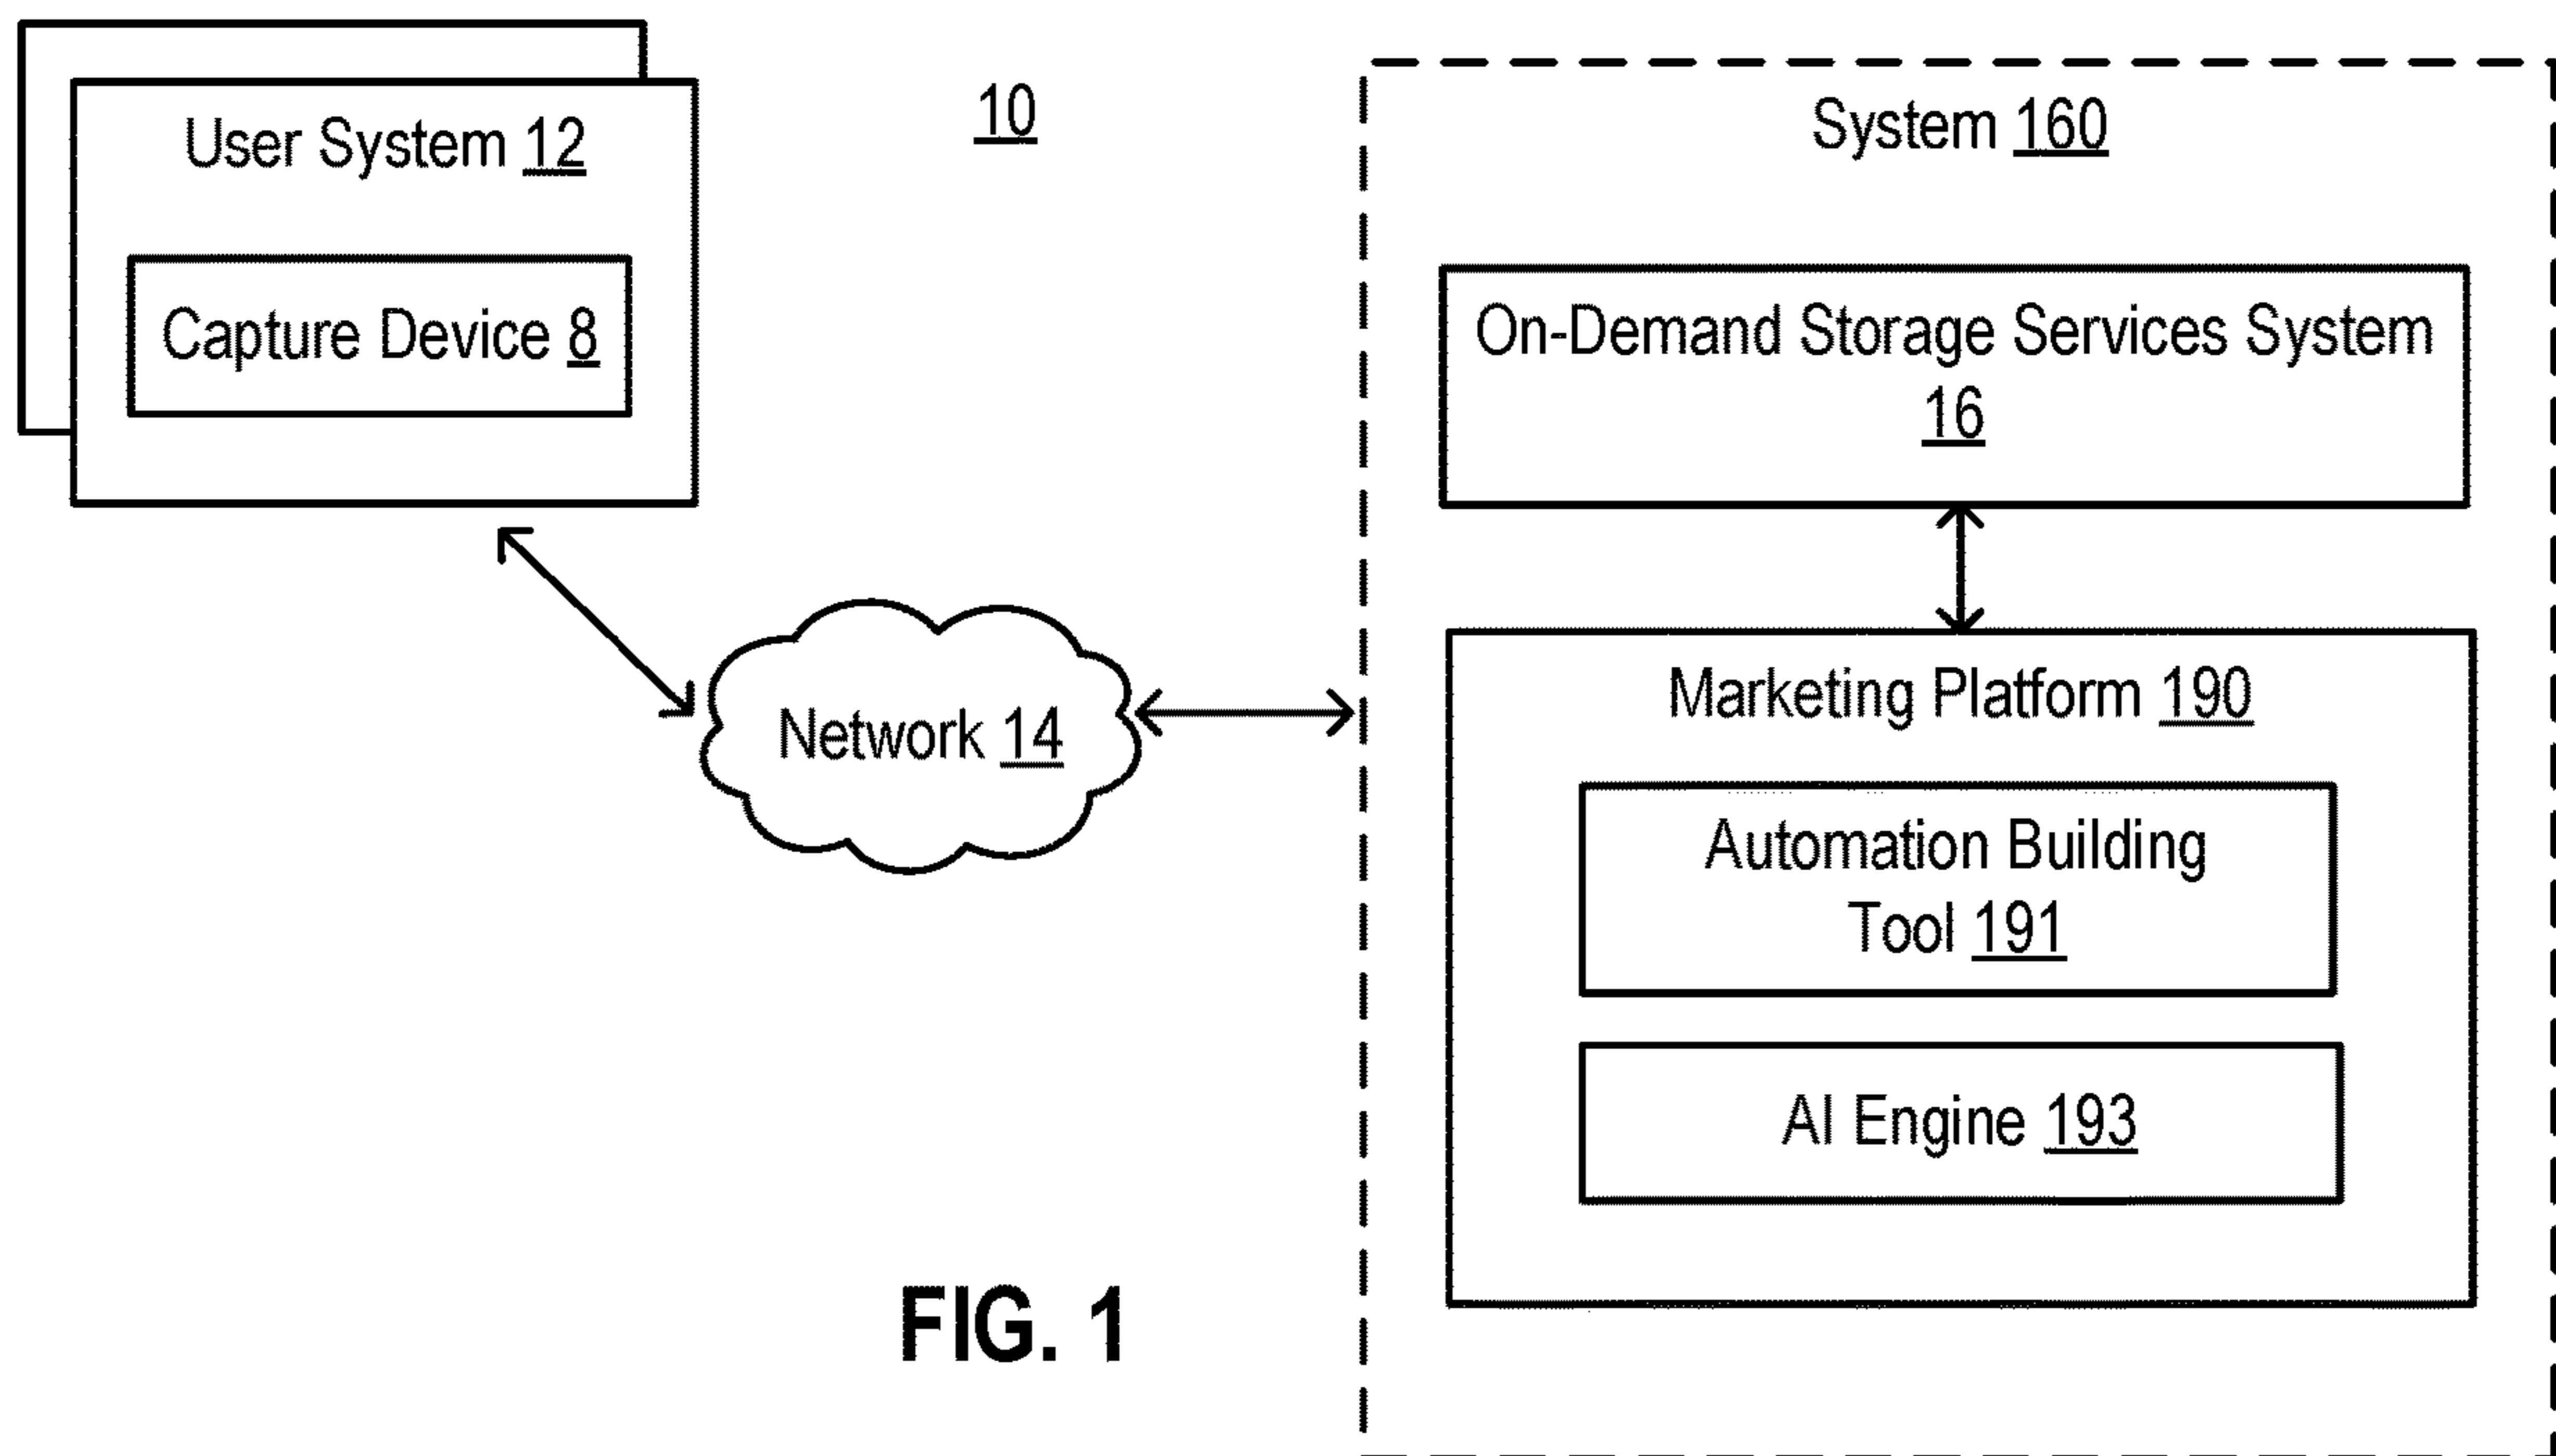 User System 12
Capture Device 8
10
Network 14
System 160
On-Demand Storage Services System
16
Marketing Platform 190
Automation Building
Tool 191
AI Engine 193
FIG. 1